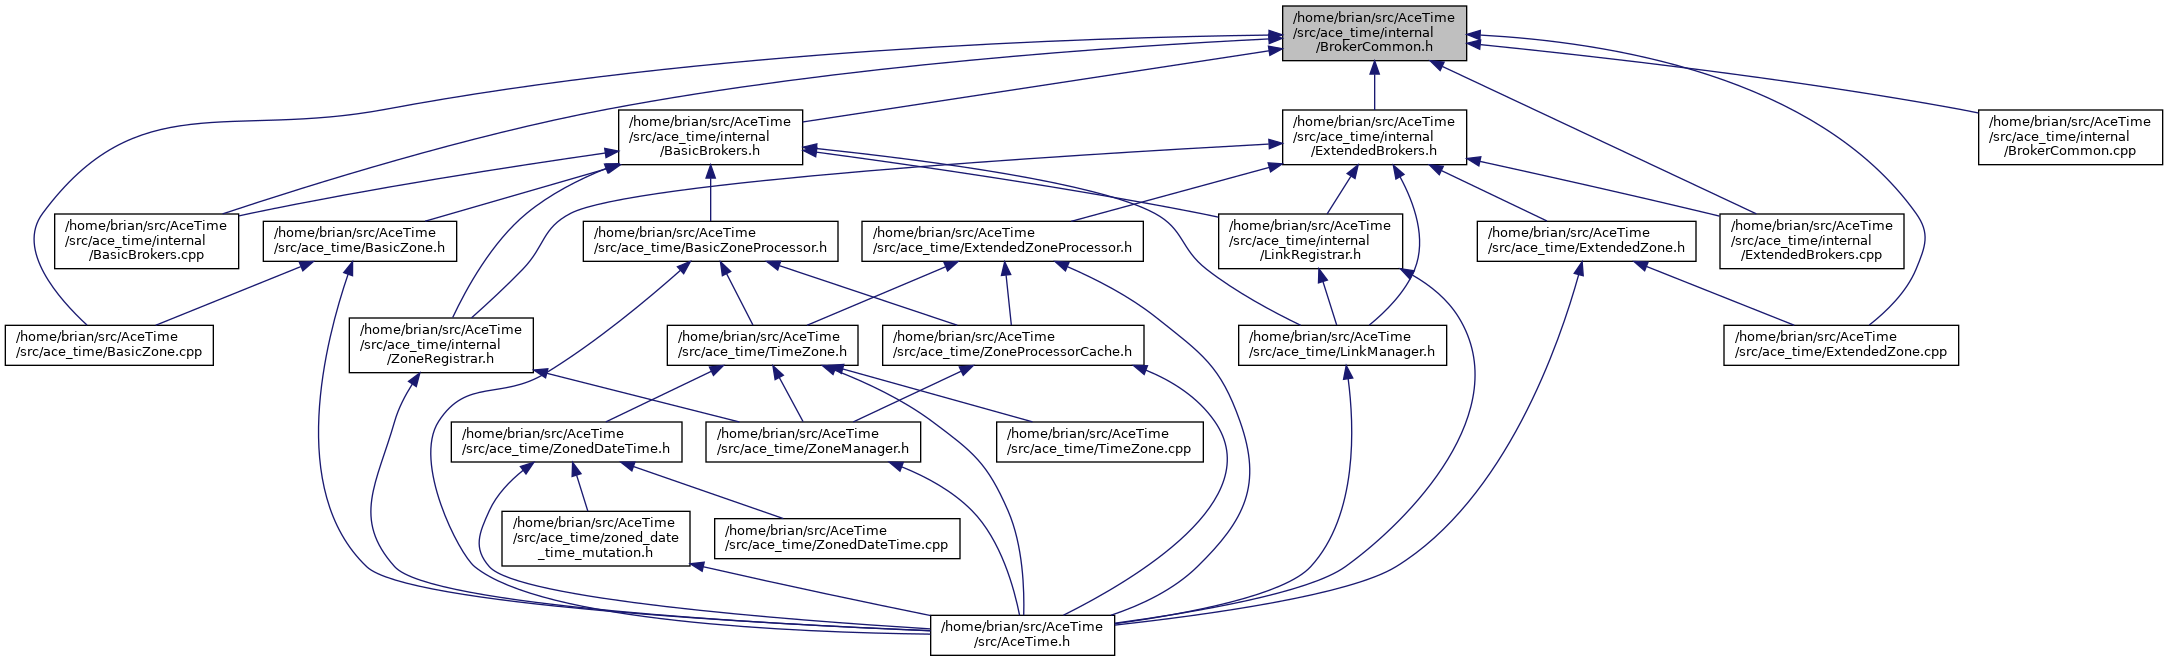 /home/brian/src/AceTime
/src/ace_time/internal
/BrokerCommon.h
/home/brian/src/AceTime
/src/ace_time/internal
/BasicBrokers.h
/home/brian/src/AceTime
/src/ace_time/internal
/ExtendedBrokers.h
/home/brian/src/AceTime
/src/ace_time/internal
/BrokerCommon.cpp
/home/brian/src/AceTime
/src/ace_time/internal
/BasicBrokers.cpp
/home/brian/src/AceTime
/src/ace_time/BasicZone.h
/home/brian/src/AceTime
/src/ace_time/BasicZoneProcessor.h
/home/brian/src/AceTime
/src/ace_time/ExtendedZoneProcessor.h
/home/brian/src/AceTime
/src/ace_time/internal
/LinkRegistrar.h
/home/brian/src/AceTime
/src/ace_time/ExtendedZone.h
/home/brian/src/AceTime
/src/ace_time/internal
/ExtendedBrokers.cpp
/home/brian/src/AceTime
/src/ace_time/BasicZone.cpp
/home/brian/src/AceTime
/src/ace_time/internal
/ZoneRegistrar.h
/home/brian/src/AceTime
/src/ace_time/TimeZone.h
/home/brian/src/AceTime
/src/ace_time/ZoneProcessorCache.h
/home/brian/src/AceTime
/src/ace_time/LinkManager.h
/home/brian/src/AceTime
/src/ace_time/ExtendedZone.cpp
/home/brian/src/AceTime
/src/ace_time/ZonedDateTime.h
/home/brian/src/AceTime
/src/ace_time/ZoneManager.h
/home/brian/src/AceTime
/src/ace_time/TimeZone.cpp
/home/brian/src/AceTime
/src/ace_time/zoned_date
_time_mutation.h
/home/brian/src/AceTime
/src/ace_time/ZonedDateTime.cpp
/home/brian/src/AceTime
/src/AceTime.h